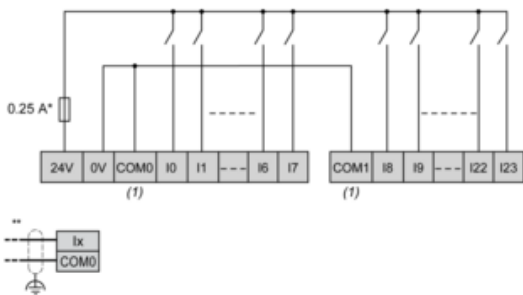 0.25 A*
24V 0V COM0 I0 I1 ---- I6 I7 COM1 I8 I9 ---- I22 I23
(1) (1)
**
Ix
COM0